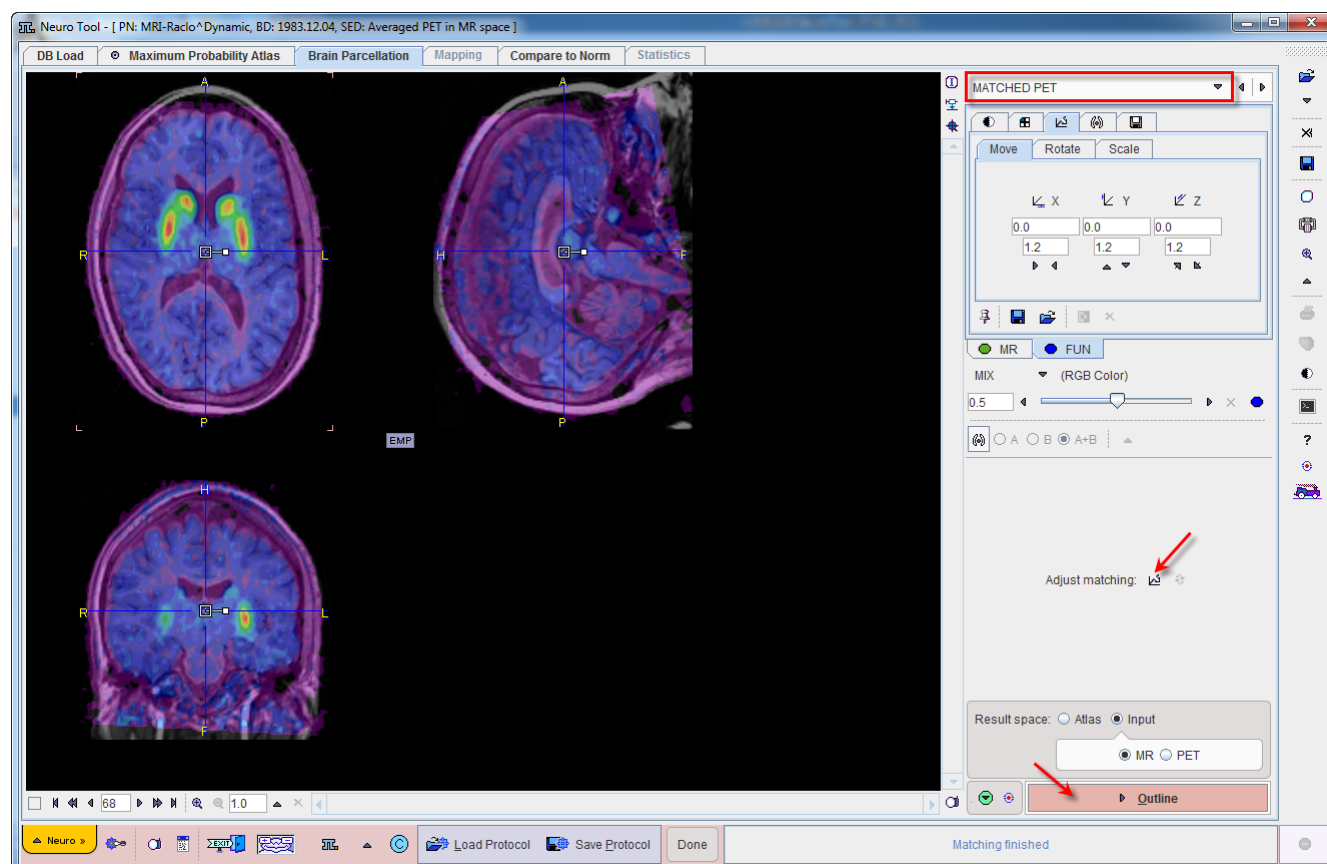 Neuro Tool - [ PN: MRI-Raclo^Dynamic, BD: 1983.12.04, SED: Averaged PET in MR space ]
DB Load Maximum Probability Atlas Brain Parcellation Mapping Compare to Norm Statistics
MATCHED PET
Move Rotate Scale
X Y Z
0.0 0.0 0.0
1.2 1.2 1.2
MR FUN
MIX (RGB Color)
0.5
A B A+B
A
R L
P
A
H F
P
EMP
H
R L
F
Adjust matching:
Result space: Atlas Input
MR PET
68 1.0
Outline
Neuro » EXIT Load Protocol Save Protocol Done Matching finished